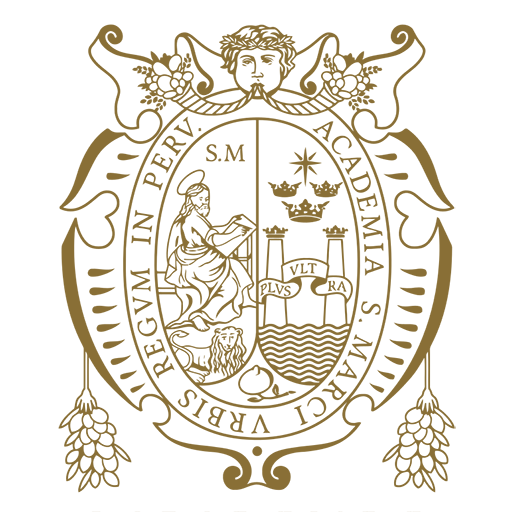 ACADEMIA S. MARCI VRBIS REGVM IN PERV.
S.M
PLVS VLT RA